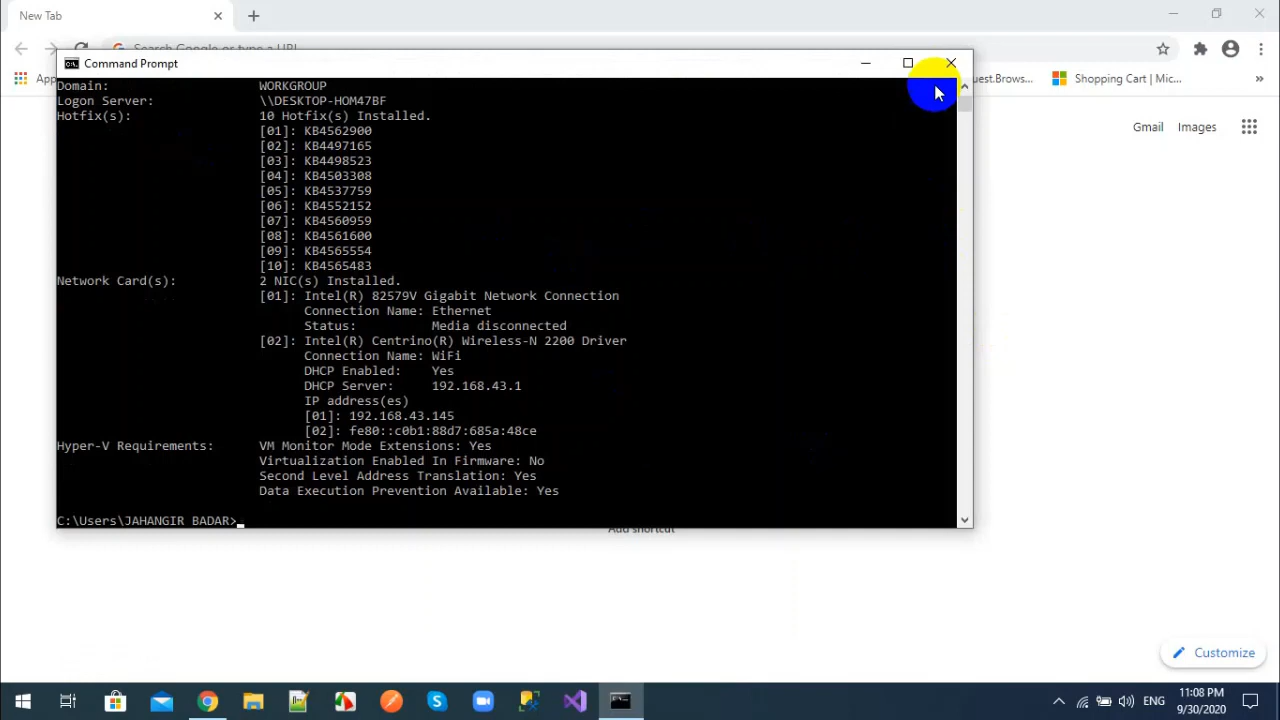 New Tab
Search Google or type a URL
App
uest.Brows...
Shopping Cart | Mic...
»
Gmail
Images
Command Prompt
Domain: WORKGROUP
Logon Server: \\DESKTOP-HOM47BF
Hotfix(s): 10 Hotfix(s) Installed.
[01]: KB4562900
[02]: KB4497165
[03]: KB4498523
[04]: KB4503308
[05]: KB4537759
[06]: KB4552152
[07]: KB4560959
[08]: KB4561600
[09]: KB4565554
[10]: KB4565483
Network Card(s): 2 NIC(s) Installed.
[01]: Intel(R) 82579V Gigabit Network Connection
Connection Name: Ethernet
Status: Media disconnected
[02]: Intel(R) Centrino(R) Wireless-N 2200 Driver
Connection Name: WiFi
DHCP Enabled: Yes
DHCP Server: 192.168.43.1
IP address(es)
[01]: 192.168.43.145
[02]: fe80::c0b1:88d7:685a:48ce
Hyper-V Requirements: VM Monitor Mode Extensions: Yes
Virtualization Enabled In Firmware: No
Second Level Address Translation: Yes
Data Execution Prevention Available: Yes
C:\Users\JAHANGIR BADAR>
Add shortcut
Customize
ENG
11:08 PM
9/30/2020